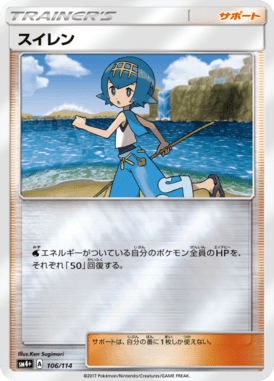 TRAINER'S
サポート
スイレン
エネルギーがついている自分のポケモン全員のHPを、
それぞれ「50」回復する。
Illus.Ken Sugimori
サポートは、自分の番に1枚しか使えない。
SM4+ A 106/114
©2017 Pokémon/Nintendo/Creatures/GAME FREAK.